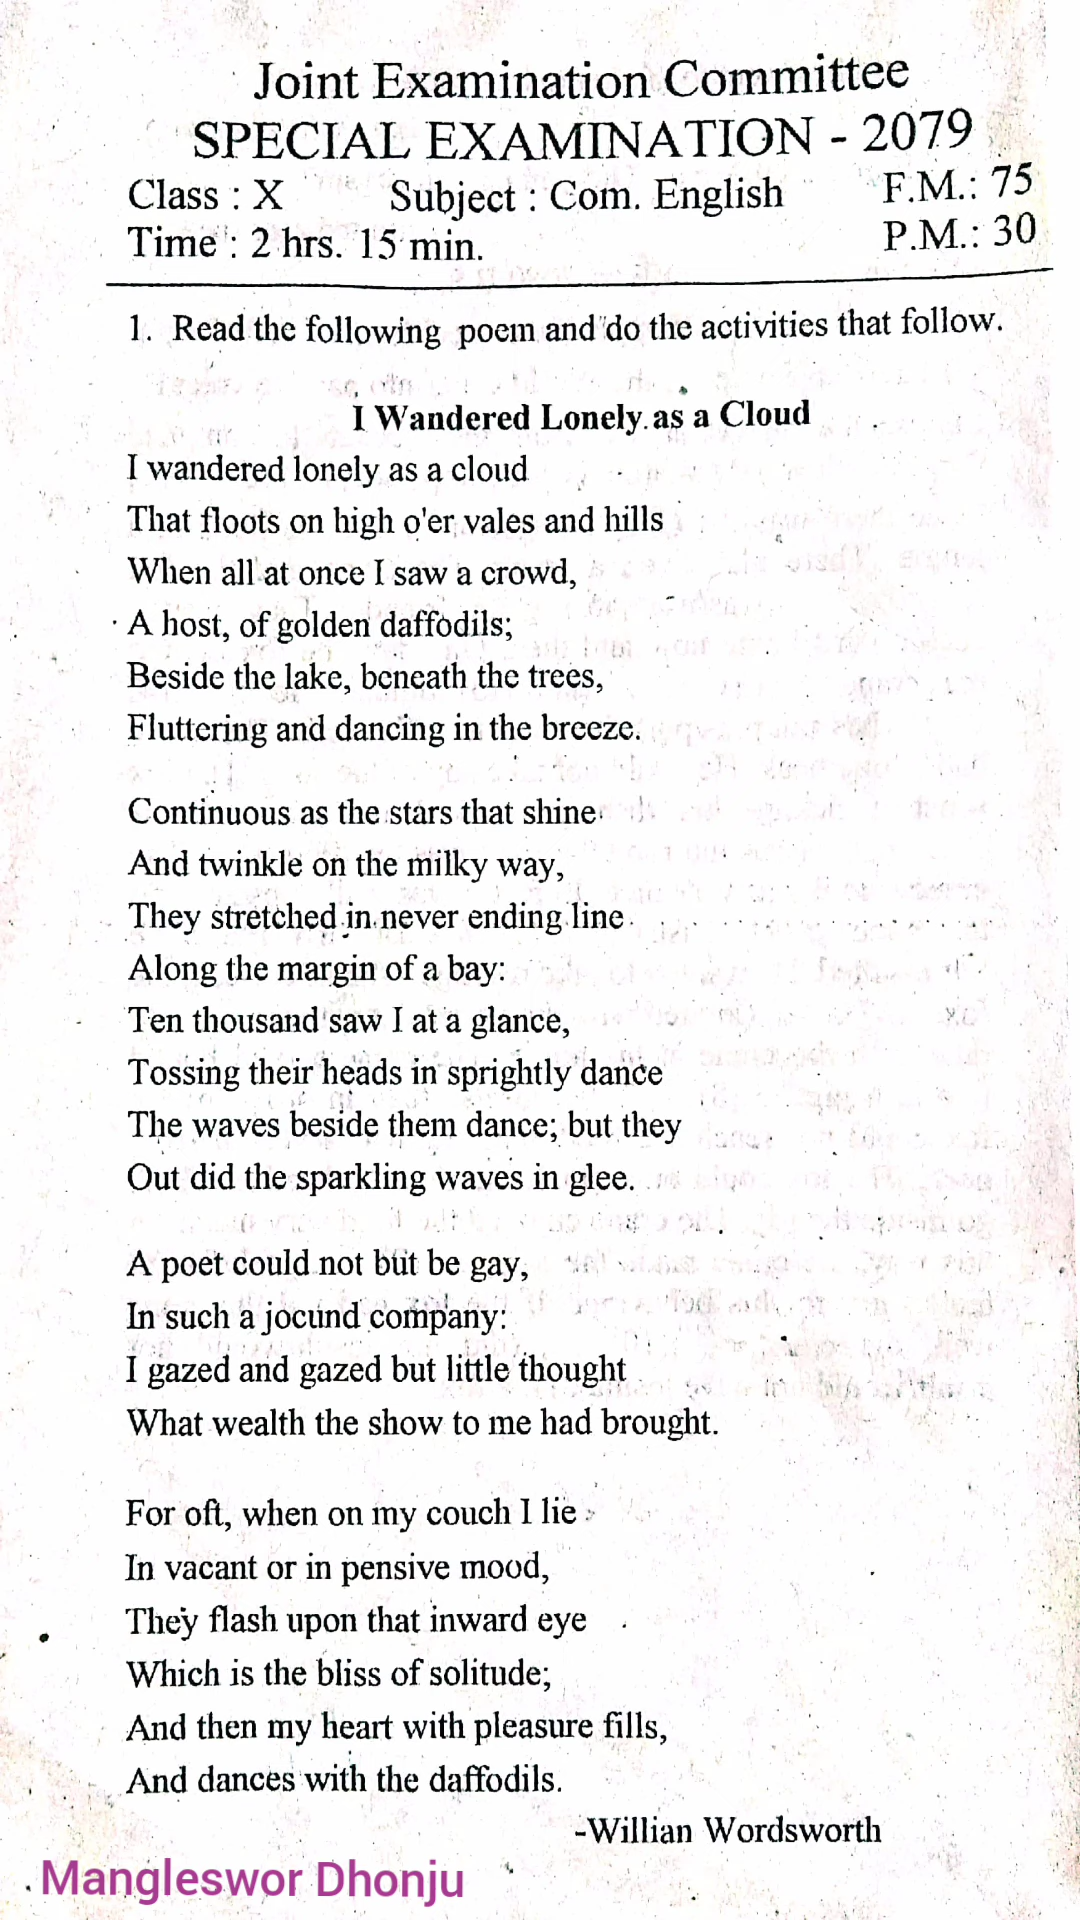 Joint Examination Committee
SPECIAL EXAMINATION - 2079
Class : X Subject : Com. English F.M.: 75
Time : 2 hrs. 15 min. P.M.: 30
1. Read the following poem and do the activities that follow.
I Wandered Lonely as a Cloud
I wandered lonely as a cloud
That floots on high o'er vales and hills
When all at once I saw a crowd,
A host, of golden daffodils;
Beside the lake, beneath the trees,
Fluttering and dancing in the breeze.
Continuous as the stars that shine
And twinkle on the milky way,
They stretched in never ending line
Along the margin of a bay:
Ten thousand saw I at a glance,
Tossing their heads in sprightly dance
The waves beside them dance; but they
Out did the sparkling waves in glee.
A poet could not but be gay,
In such a jocund company:
I gazed and gazed but little thought
What wealth the show to me had brought.
For oft, when on my couch I lie
In vacant or in pensive mood,
They flash upon that inward eye
Which is the bliss of solitude;
And then my heart with pleasure fills,
And dances with the daffodils.
-Willian Wordsworth
Mangleswor Dhonju